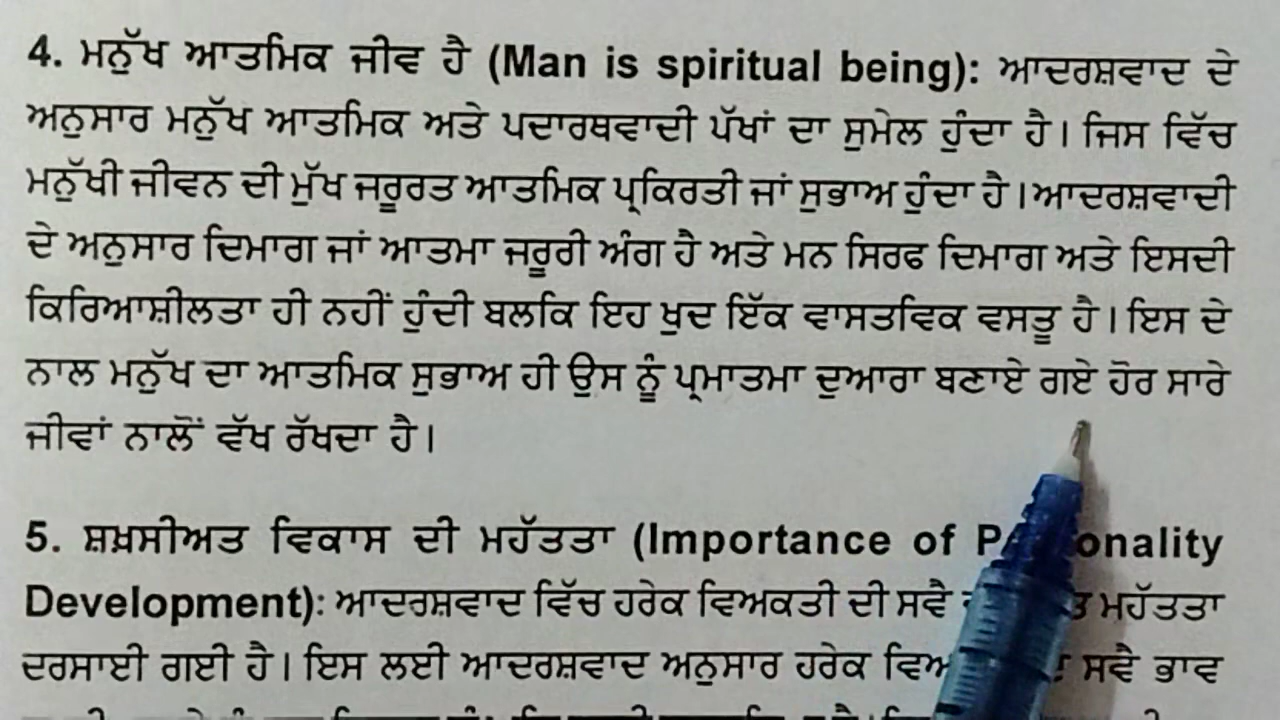 4. ਮਨੁੱਖ ਆਤਮਿਕ ਜੀਵ ਹੈ (Man is spiritual being): ਆਦਰਸ਼ਵਾਦ ਦੇ
ਅਨੁਸਾਰ ਮਨੁੱਖ ਆਤਮਿਕ ਅਤੇ ਪਦਾਰਥਵਾਦੀ ਪੱਖਾਂ ਦਾ ਸੁਮੇਲ ਹੁੰਦਾ ਹੈ। ਜਿਸ ਵਿੱਚ
ਮਨੁੱਖੀ ਜੀਵਨ ਦੀ ਮੁੱਖ ਜਰੂਰਤ ਆਤਮਿਕ ਪ੍ਰਕਿਰਤੀ ਜਾਂ ਸੁਭਾਅ ਹੁੰਦਾ ਹੈ।ਆਦਰਸ਼ਵਾਦੀ
ਦੇ ਅਨੁਸਾਰ ਦਿਮਾਗ ਜਾਂ ਆਤਮਾ ਜਰੂਰੀ ਅੰਗ ਹੈ ਅਤੇ ਮਨ ਸਿਰਫ ਦਿਮਾਗ ਅਤੇ ਇਸਦੀ
ਕਿਰਿਆਸ਼ੀਲਤਾ ਹੀ ਨਹੀਂ ਹੁੰਦੀ ਬਲਕਿ ਇਹ ਖੁਦ ਇੱਕ ਵਾਸਤਵਿਕ ਵਸਤੂ ਹੈ। ਇਸ ਦੇ
ਨਾਲ ਮਨੁੱਖ ਦਾ ਆਤਮਿਕ ਸੁਭਾਅ ਹੀ ਉਸ ਨੂੰ ਪ੍ਰਮਾਤਮਾ ਦੁਆਰਾ ਬਣਾਏ ਗਏ ਹੋਰ ਸਾਰੇ
ਜੀਵਾਂ ਨਾਲੋਂ ਵੱਖ ਰੱਖਦਾ ਹੈ।
5. ਸ਼ਖ਼ਸੀਅਤ ਵਿਕਾਸ ਦੀ ਮਹੱਤਤਾ (Importance of
Development): ਆਦਰਸ਼ਵਾਦ ਵਿੱਚ ਹਰੇਕ ਵਿਅਕਤੀ ਦੀ ਸਵੈ ਮਹੱਤਤਾ
ਦਰਸਾਈ ਗਈ ਹੈ। ਇਸ ਲਈ ਆਦਰਸ਼ਵਾਦ ਅਨੁਸਾਰ ਹਰੇਕ ਸਵੈ ਭਾਵ